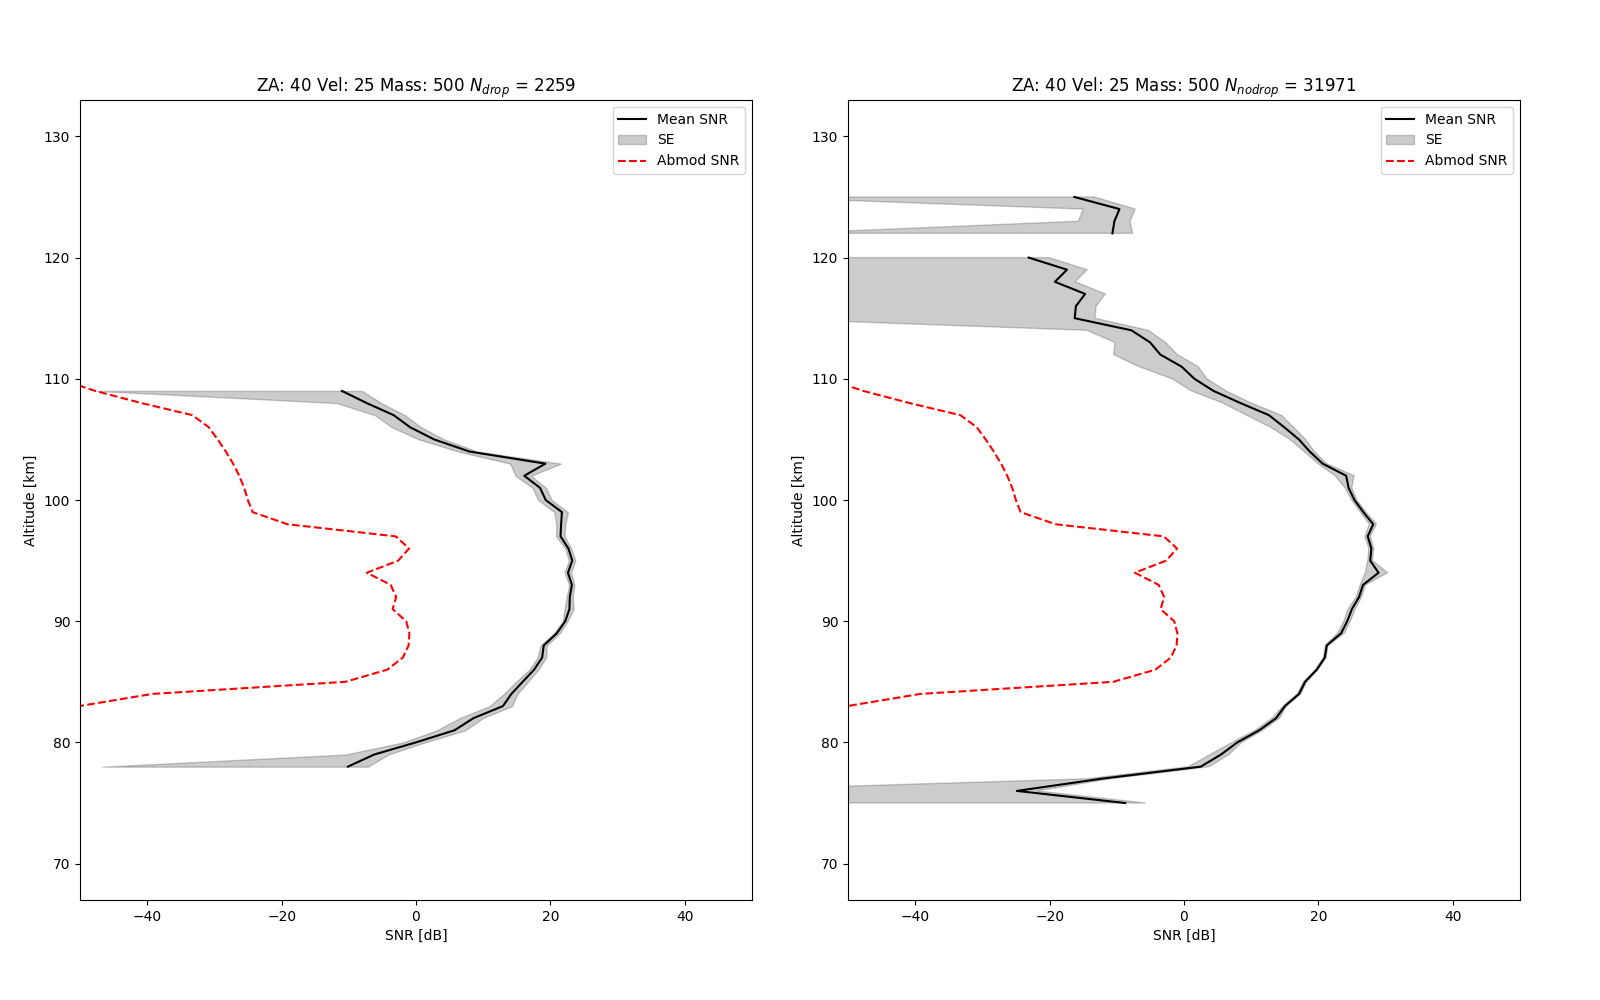 ZA: 40 Vel: 25 Mass: 500 N_drop = 2259
Mean SNR
SE
Abmod SNR
130
120
110
100
90
80
70
Altitude [km]
−40
−20
0
20
40
SNR [dB]
ZA: 40 Vel: 25 Mass: 500 N_nodrop = 31971
Mean SNR
SE
Abmod SNR
130
120
110
100
90
80
70
Altitude [km]
−40
−20
0
20
40
SNR [dB]